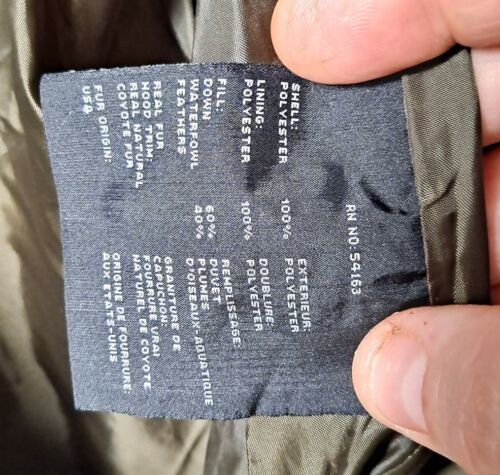 RN NO:54163
SHELL: EXTERIEUR:
POLYESTER 100% POLYESTER
LINING: DOUBLURE:
POLYESTER 100% POLYESTER
FILL: REMPLISSAGE:
DOWN 60% DUVET
WATERFOWL 40% PLUMES
FEATHERS D'OISEAUX-AQUATIQUE
REAL FUR GRANITURE DE
HOOD TRIM: CAPUCHON:
REAL NATURAL FOURRURE VRAI
COYOTE FUR NATUREL DE COYOTE
FUR ORIGIN: ORIGINE DE FOURRURE:
USA AUX ETATS-UNIS